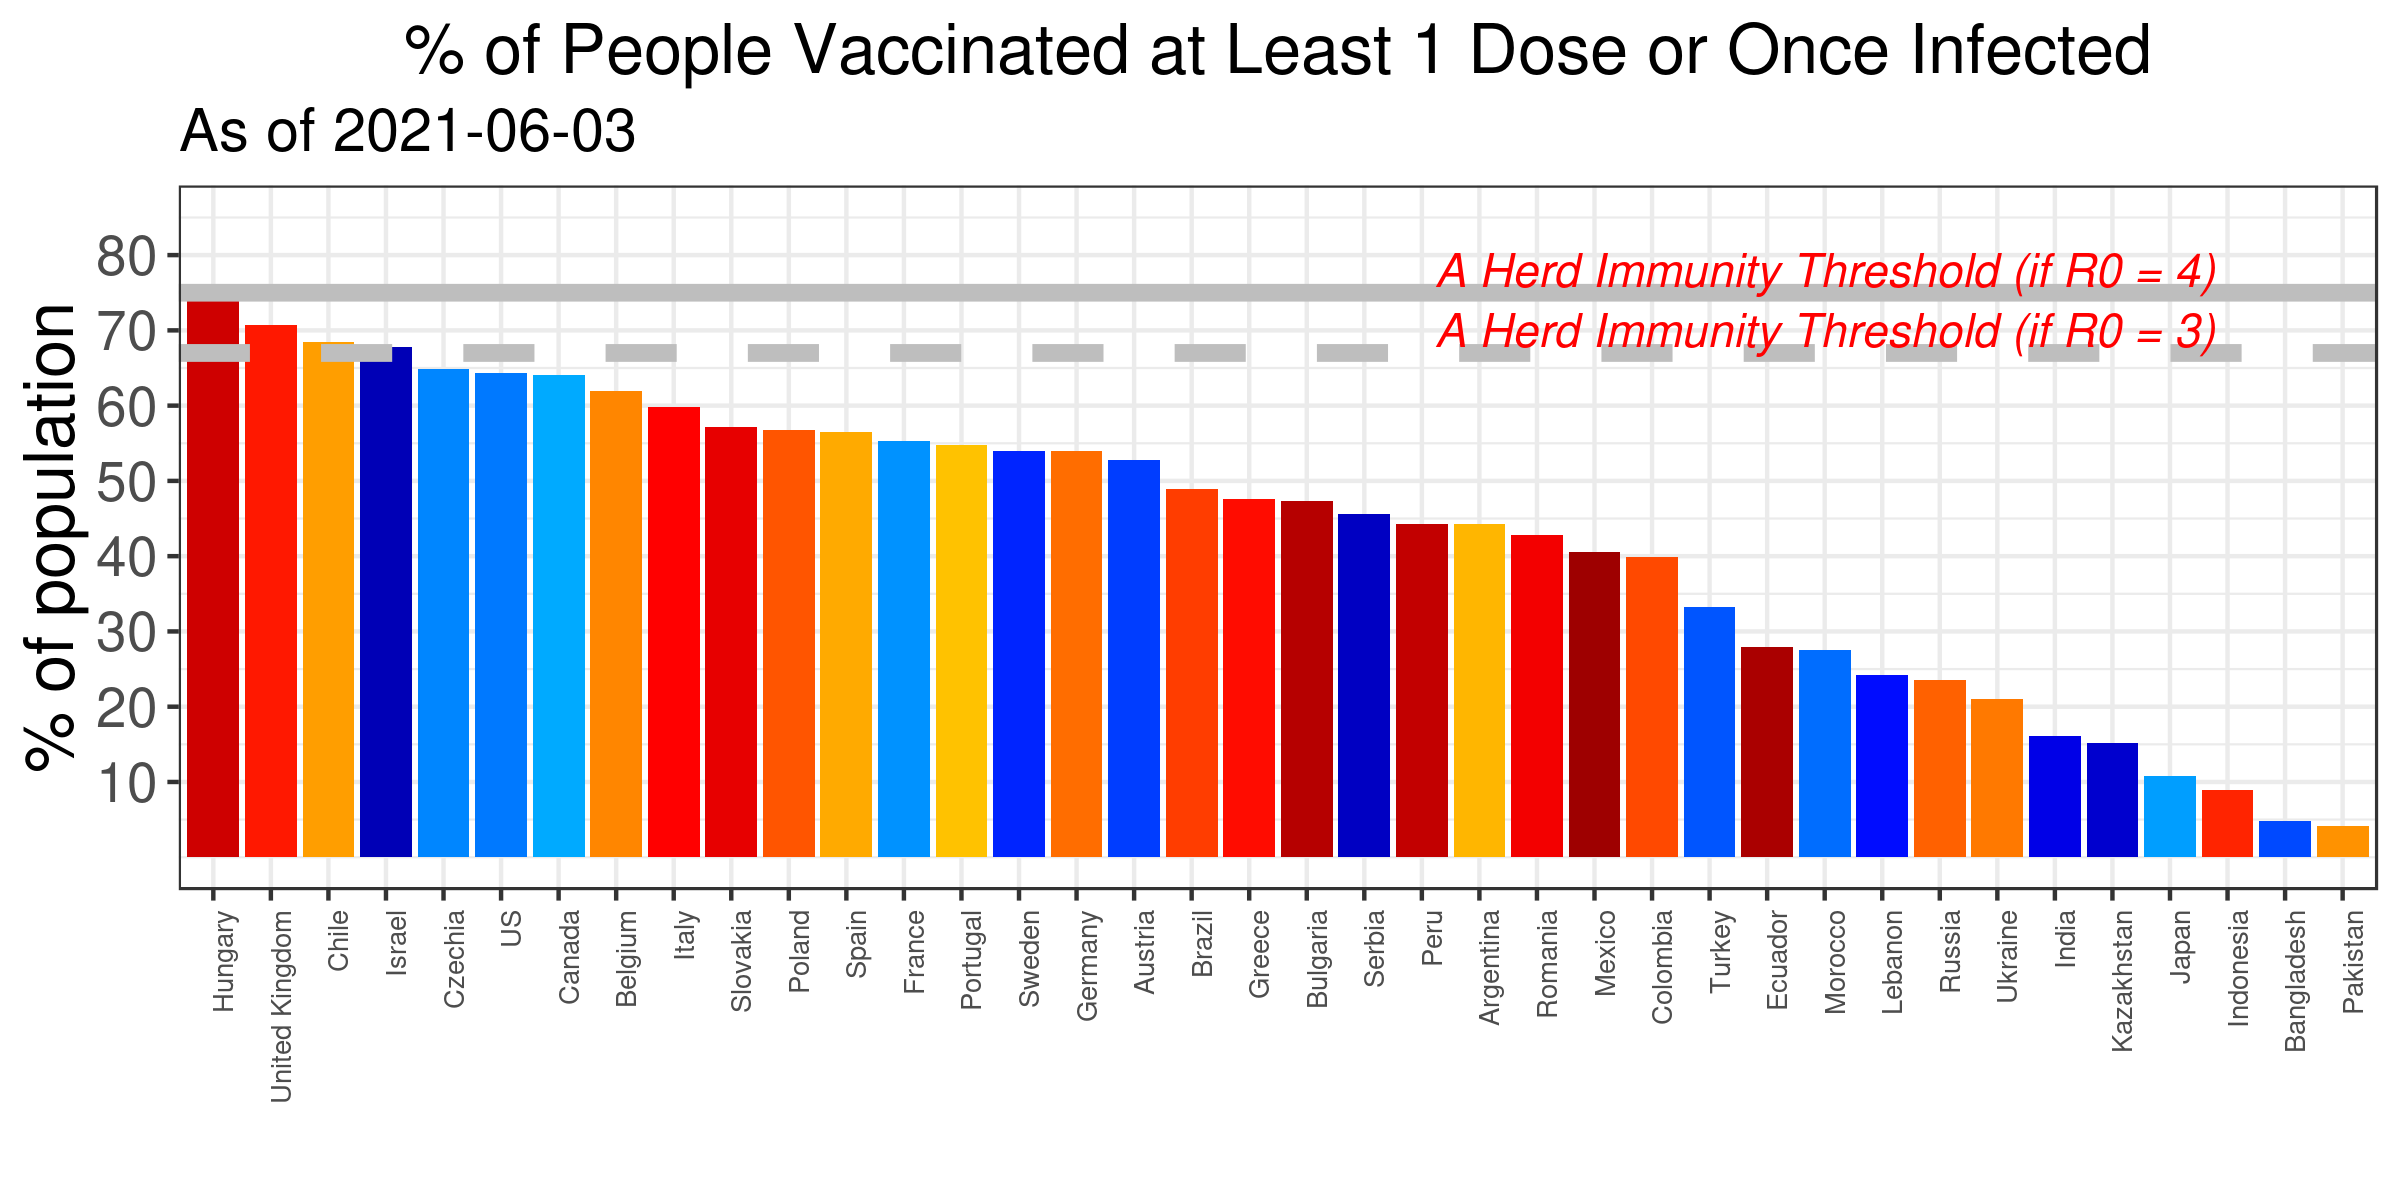 % of People Vaccinated at Least 1 Dose or Once Infected
As of 2021-06-03
% of population
80
70
60
50
40
30
20
10
A Herd Immunity Threshold (if R0 = 4)
A Herd Immunity Threshold (if R0 = 3)
Hungary
United Kingdom
Chile
Israel
Czechia
US
Canada
Belgium
Italy
Slovakia
Poland
Spain
France
Portugal
Sweden
Germany
Austria
Brazil
Greece
Bulgaria
Serbia
Peru
Argentina
Romania
Mexico
Colombia
Turkey
Ecuador
Morocco
Lebanon
Russia
Ukraine
India
Kazakhstan
Japan
Indonesia
Bangladesh
Pakistan